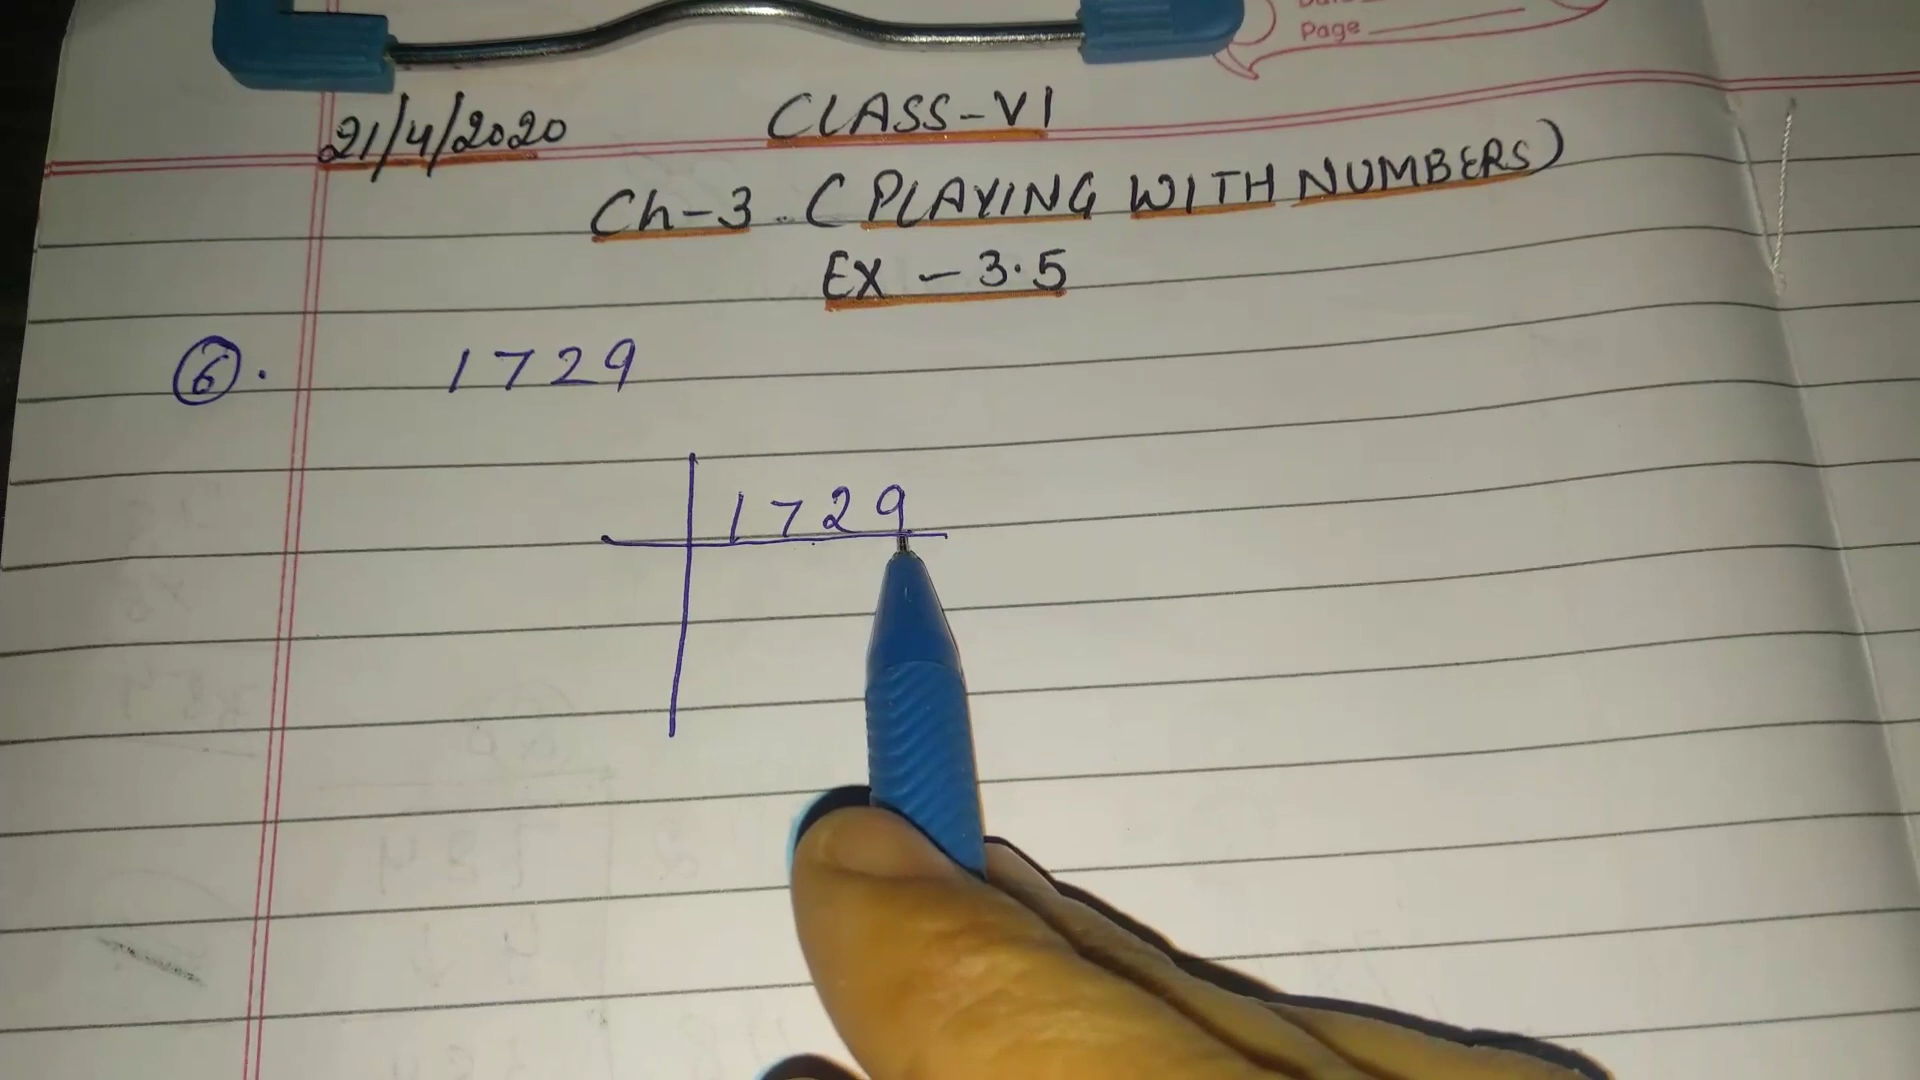 Page
21/4/2020
CLASS-VI
Ch-3. (PLAYING WITH NUMBERS)
EX - 3.5
6. 1729
1729